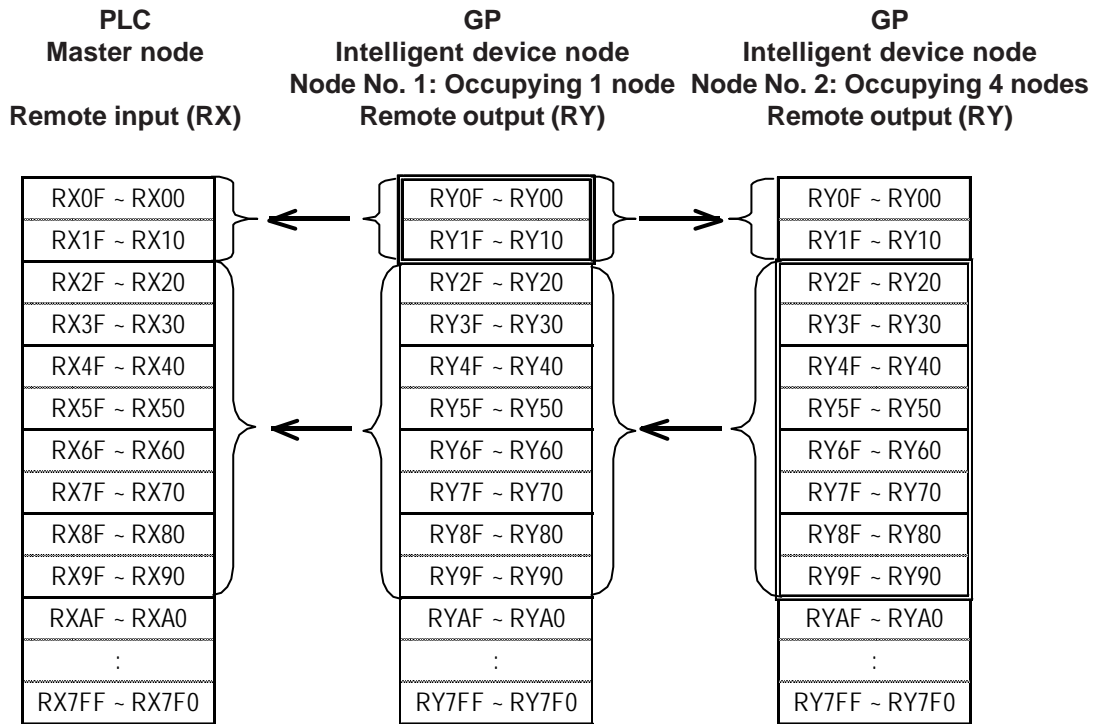 PLC GP GP
Master node Intelligent device node Intelligent device node
Node No. 1: Occupying 1 node Node No. 2: Occupying 4 nodes
Remote input (RX) Remote output (RY) Remote output (RY)
RX0F ~ RX00 RY0F ~ RY00 RY0F ~ RY00
RX1F ~ RX10 RY1F ~ RY10 RY1F ~ RY10
RX2F ~ RX20 RY2F ~ RY20 RY2F ~ RY20
RX3F ~ RX30 RY3F ~ RY30 RY3F ~ RY30
RX4F ~ RX40 RY4F ~ RY40 RY4F ~ RY40
RX5F ~ RX50 RY5F ~ RY50 RY5F ~ RY50
RX6F ~ RX60 RY6F ~ RY60 RY6F ~ RY60
RX7F ~ RX70 RY7F ~ RY70 RY7F ~ RY70
RX8F ~ RX80 RY8F ~ RY80 RY8F ~ RY80
RX9F ~ RX90 RY9F ~ RY90 RY9F ~ RY90
RXAF ~ RXA0 RYAF ~ RYA0 RYAF ~ RYA0
: : :
RX7FF ~ RX7F0 RY7FF ~ RY7F0 RY7FF ~ RY7F0